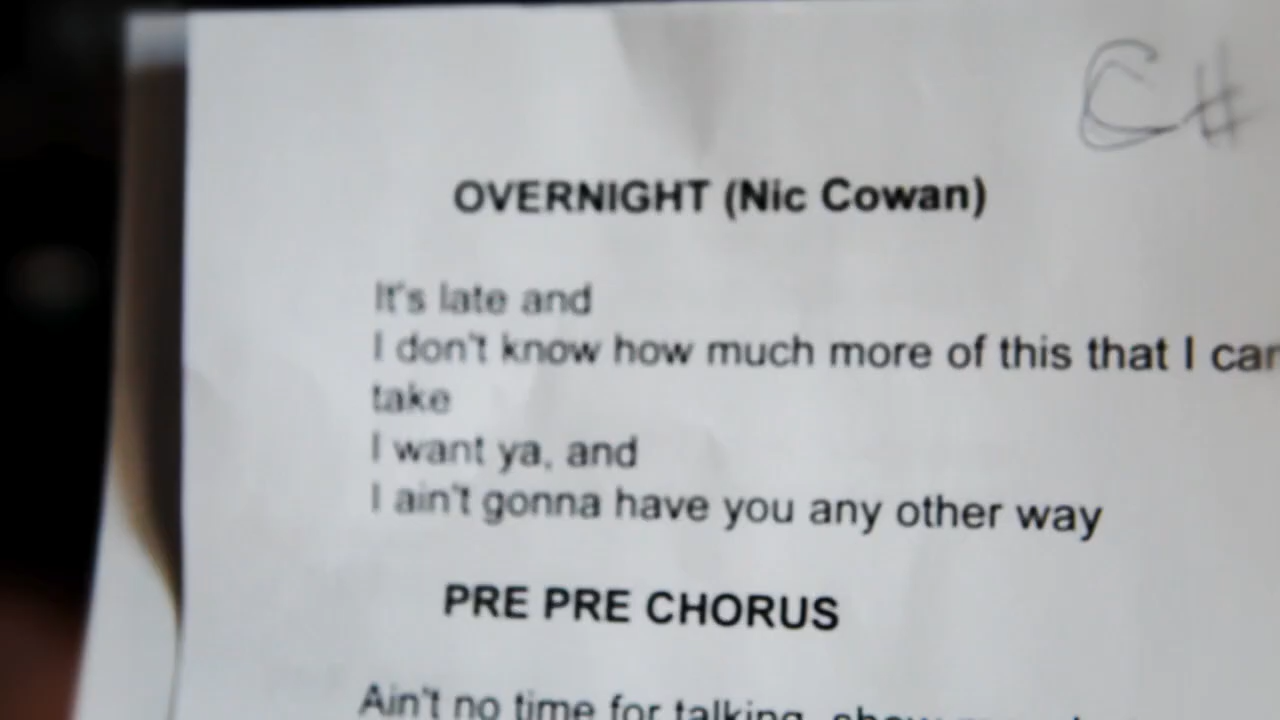 C#
OVERNIGHT (Nic Cowan)
It's late and
I don't know how much more of this that I can
take
I want ya, and
I ain't gonna have you any other way
PRE PRE CHORUS
Ain't no time for talking, show